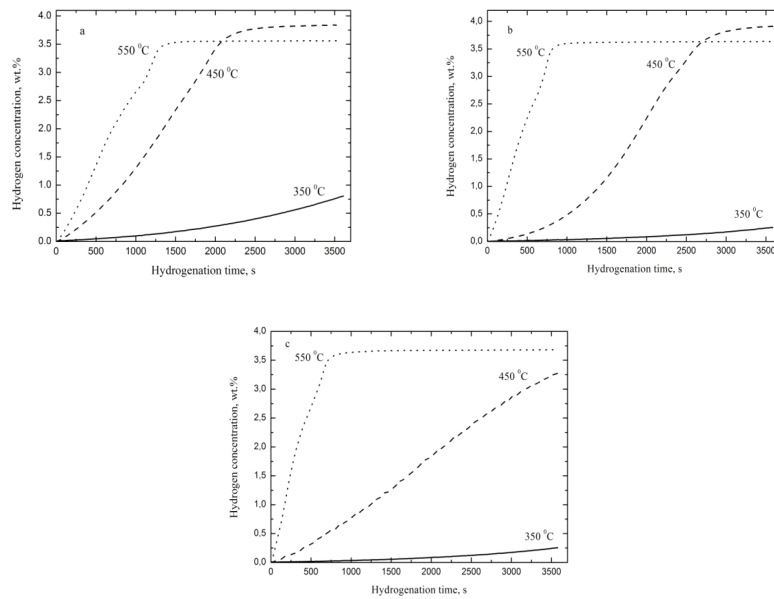 a
550 ⁰C
450 ⁰C
350 ⁰C
Hydrogen concentration, wt.%
4.0
3.5
3.0
2.5
2.0
1.5
1.0
0.5
0.0
0 500 1000 1500 2000 2500 3000 3500
Hydrogenation time, s
b
550 ⁰C
450 ⁰C
350 ⁰C
Hydrogen concentration, wt.%
4,0
3,5
3,0
2,5
2,0
1,5
1,0
0,5
0,0
0 500 1000 1500 2000 2500 3000 3500
Hydrogenation time, s
c
550 ⁰C
450 ⁰C
350 ⁰C
Hydrogen concentration, wt.%
4,0
3,5
3,0
2,5
2,0
1,5
1,0
0,5
0,0
0 500 1000 1500 2000 2500 3000 3500
Hydrogenation time, s